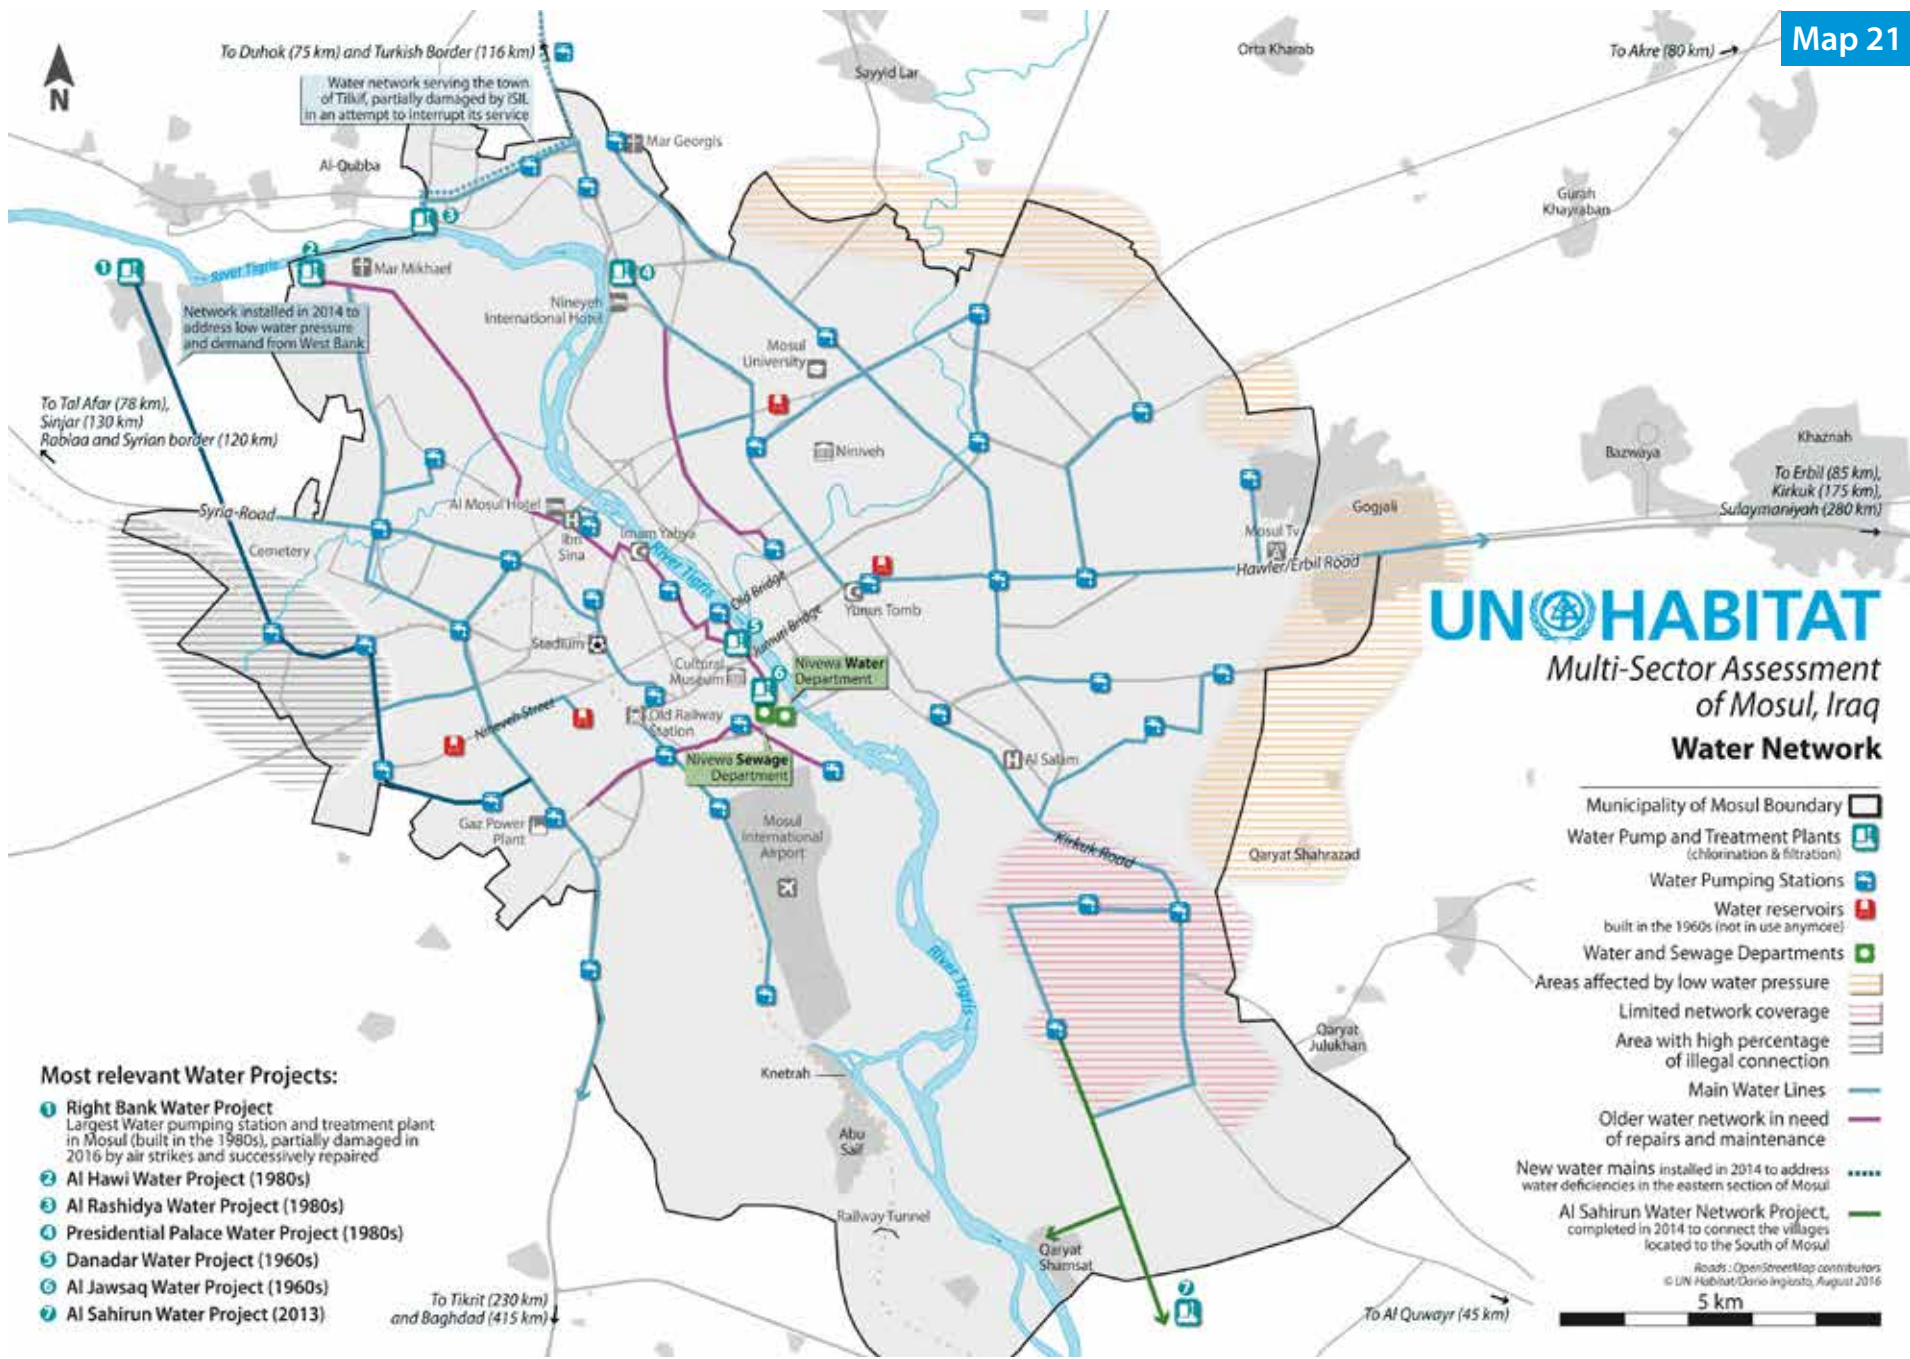 Map 21
To Duhok (75 km) and Turkish Border (116 km)
N
Water network serving the town
of Tilkif, partially damaged by ISIL
in an attempt to interrupt its service
Sayyid Lar
Orta Kharab
To Akre (80 km)
Mar Georgis
Al-Qubba
Gurah
Khayraban
3
2
1
River Tigris
Mar Mikhael
4
Nineyeh
International Hotel
Network installed in 2014 to
address low water pressure
and demand from West Bank
Mosul
University
To Tal Afar (78 km),
Sinjar (130 km)
Rabiaa and Syrian border (120 km)
Niniveh
Bazwaya
Khaznah
To Erbil (85 km),
Kirkuk (175 km),
Sulaymaniyah (280 km)
Gogjali
Syria-Road
Al Mosul Hotel
H
Ibn
Sina
Imam Yahya
Mosul Tv
Cemetery
River Tigris
Hawler/Erbil Road
Old Bridge
Yunus Tomb
Jumuri Bridge
5
Stadium
Cultural
Museum
6
Nivewa Water
Department
Nineveh Street
Old Railway
Station
Nivewa Sewage
Department
H Al Salam
Gaz Power
Plant
Mosul
International
Airport
Kirkuk Road
Qaryat Shahrazad
River Tigris
Qaryat
Julukhan
Knetrah
Abu
Saif
Railway Tunnel
Qaryat
Shamsat
7
To Tikrit (230 km)
and Baghdad (415 km)
To Al Quwayr (45 km)
UN HABITAT
Multi-Sector Assessment
of Mosul, Iraq
Water Network
Municipality of Mosul Boundary
Water Pump and Treatment Plants
(chlorination & filtration)
Water Pumping Stations
Water reservoirs
built in the 1960s (not in use anymore)
Water and Sewage Departments
Areas affected by low water pressure
Limited network coverage
Area with high percentage
of illegal connection
Main Water Lines
Older water network in need
of repairs and maintenance
New water mains installed in 2014 to address
water deficiencies in the eastern section of Mosul
Al Sahirun Water Network Project,
completed in 2014 to connect the villages
located to the South of Mosul
Roads : OpenStreetMap contributors
© UN-Habitat/Dario Ingiusto, August 2016
5 km
Most relevant Water Projects:
1 Right Bank Water Project
Largest Water pumping station and treatment plant
in Mosul (built in the 1980s), partially damaged in
2016 by air strikes and successively repaired
2 Al Hawi Water Project (1980s)
3 Al Rashidya Water Project (1980s)
4 Presidential Palace Water Project (1980s)
5 Danadar Water Project (1960s)
6 Al Jawsaq Water Project (1960s)
7 Al Sahirun Water Project (2013)